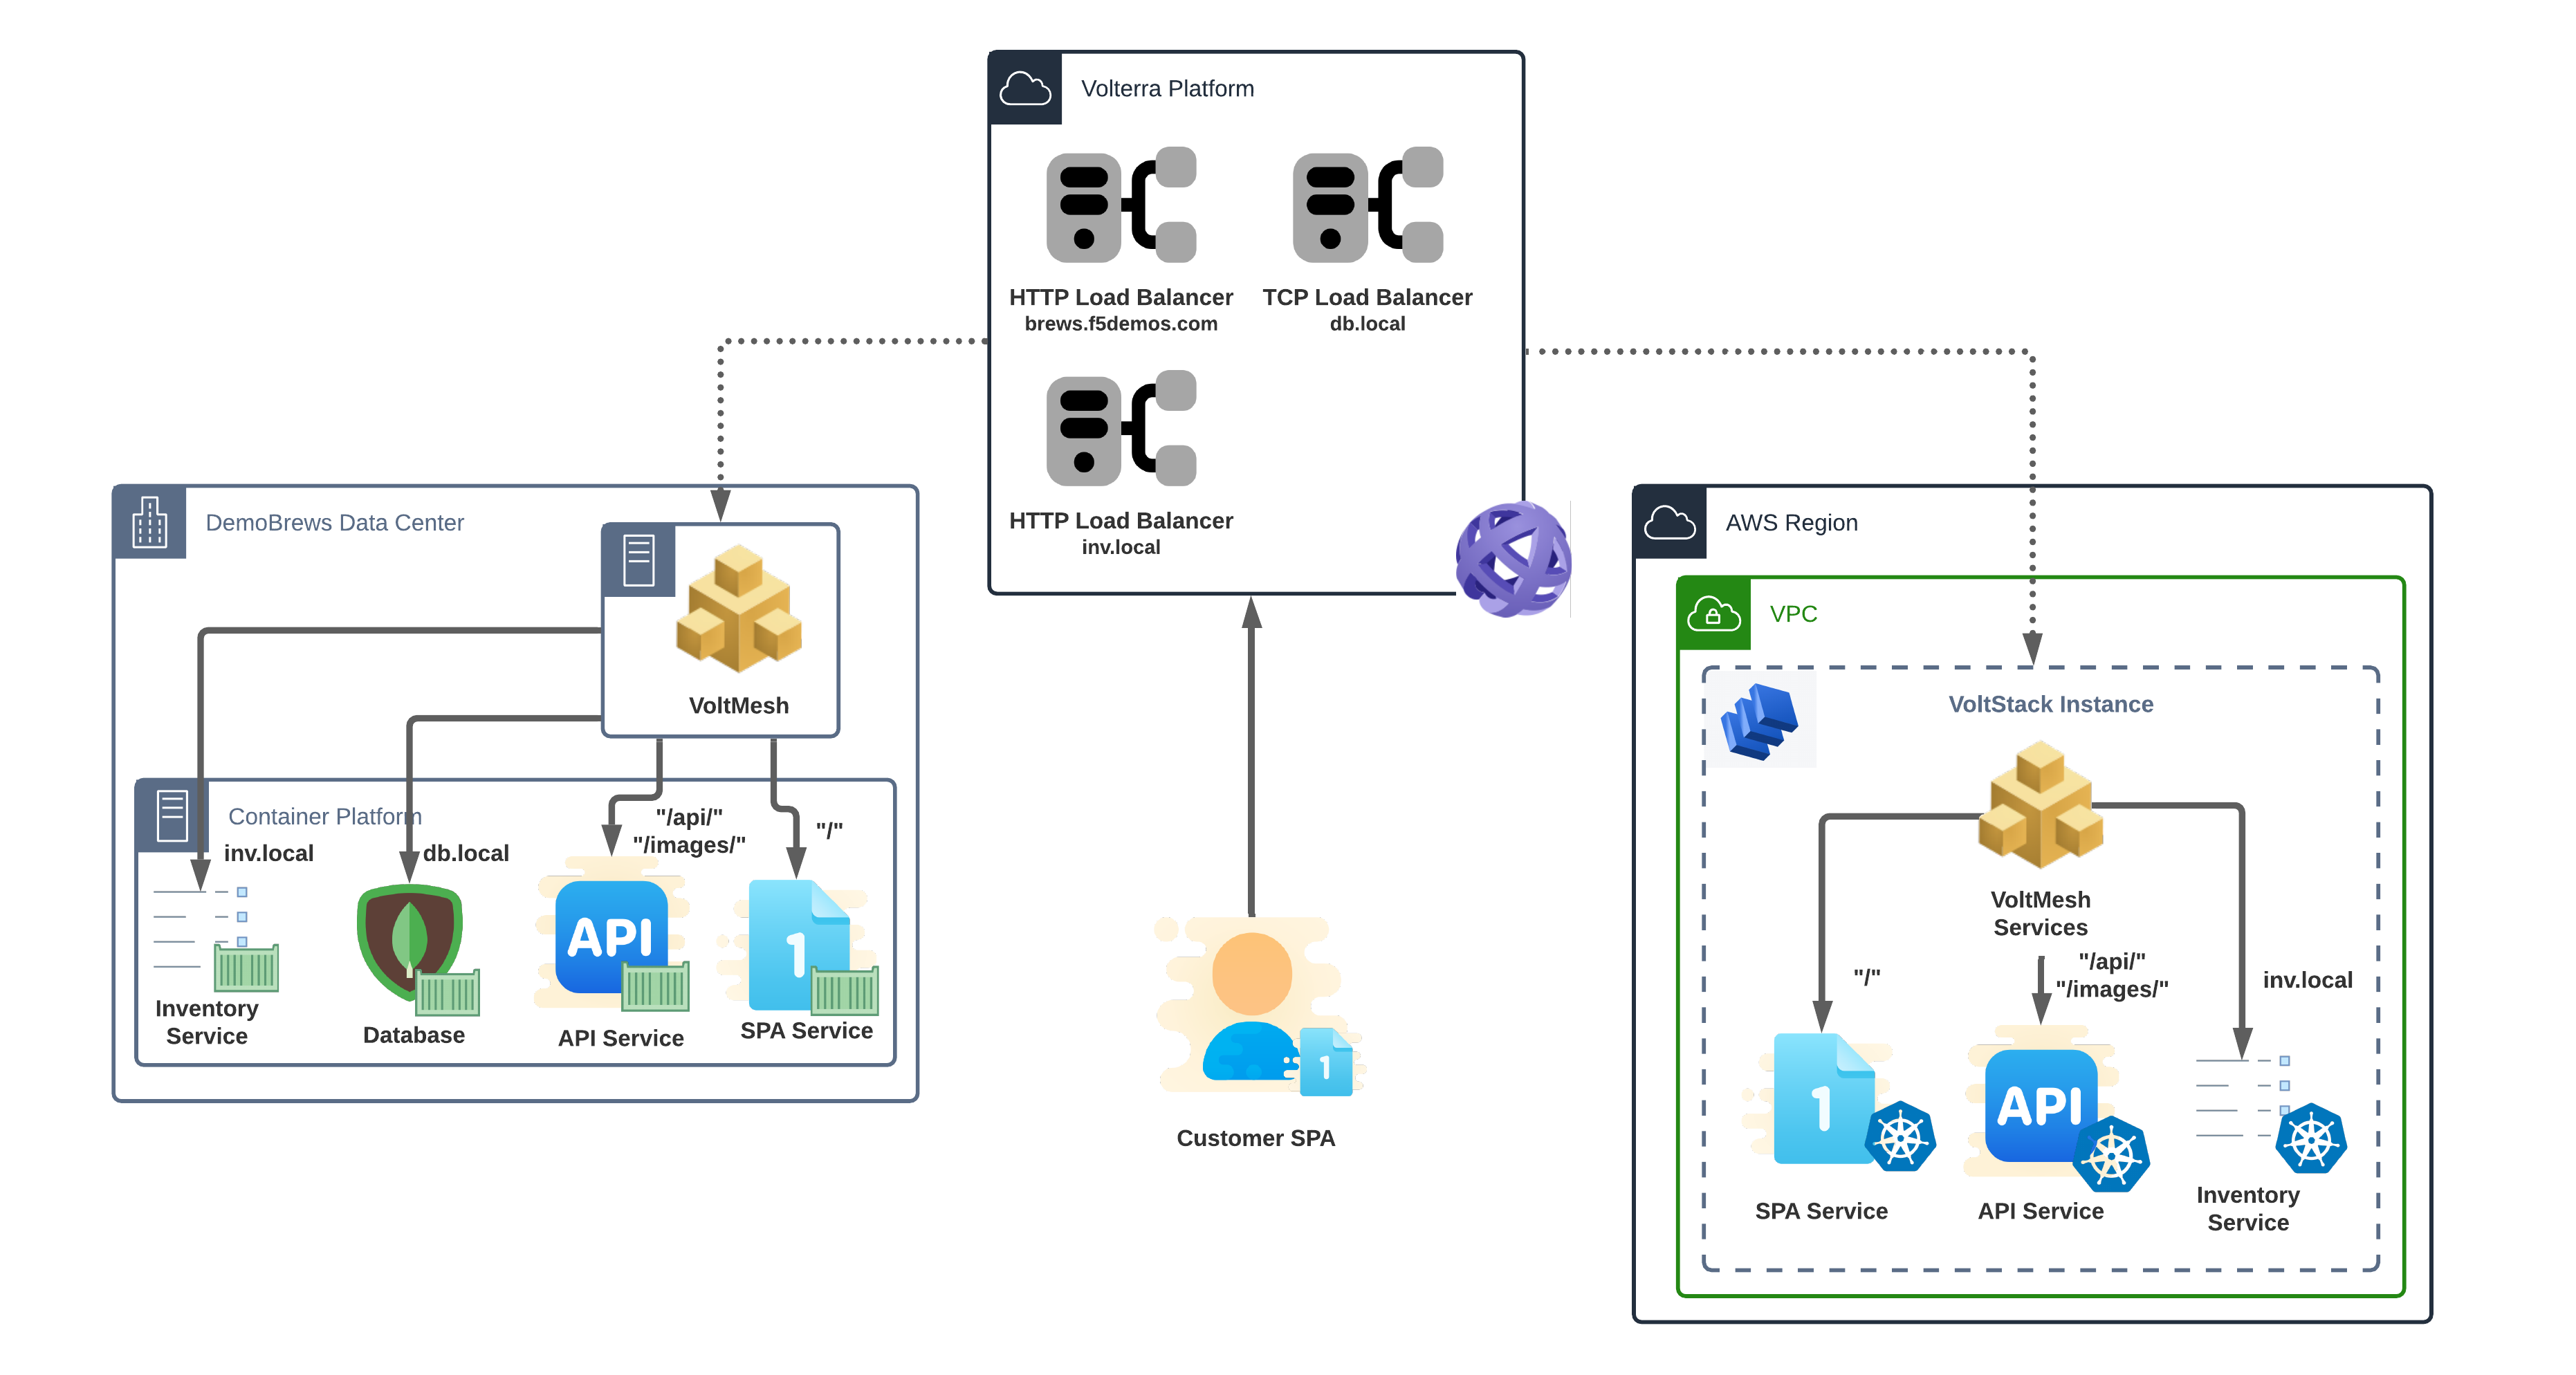 Volterra Platform
HTTP Load Balancer
brews.f5demos.com
TCP Load Balancer
db.local
HTTP Load Balancer
inv.local
DemoBrews Data Center
VoltMesh
Container Platform
inv.local
db.local
"/api/"
"/images/"
"/"
API
1
Inventory
Service
Database
API Service
SPA Service
1
Customer SPA
AWS Region
VPC
VoltStack Instance
VoltMesh
Services
"/"
"/api/"
"/images/"
inv.local
1
API
SPA Service
API Service
Inventory
Service